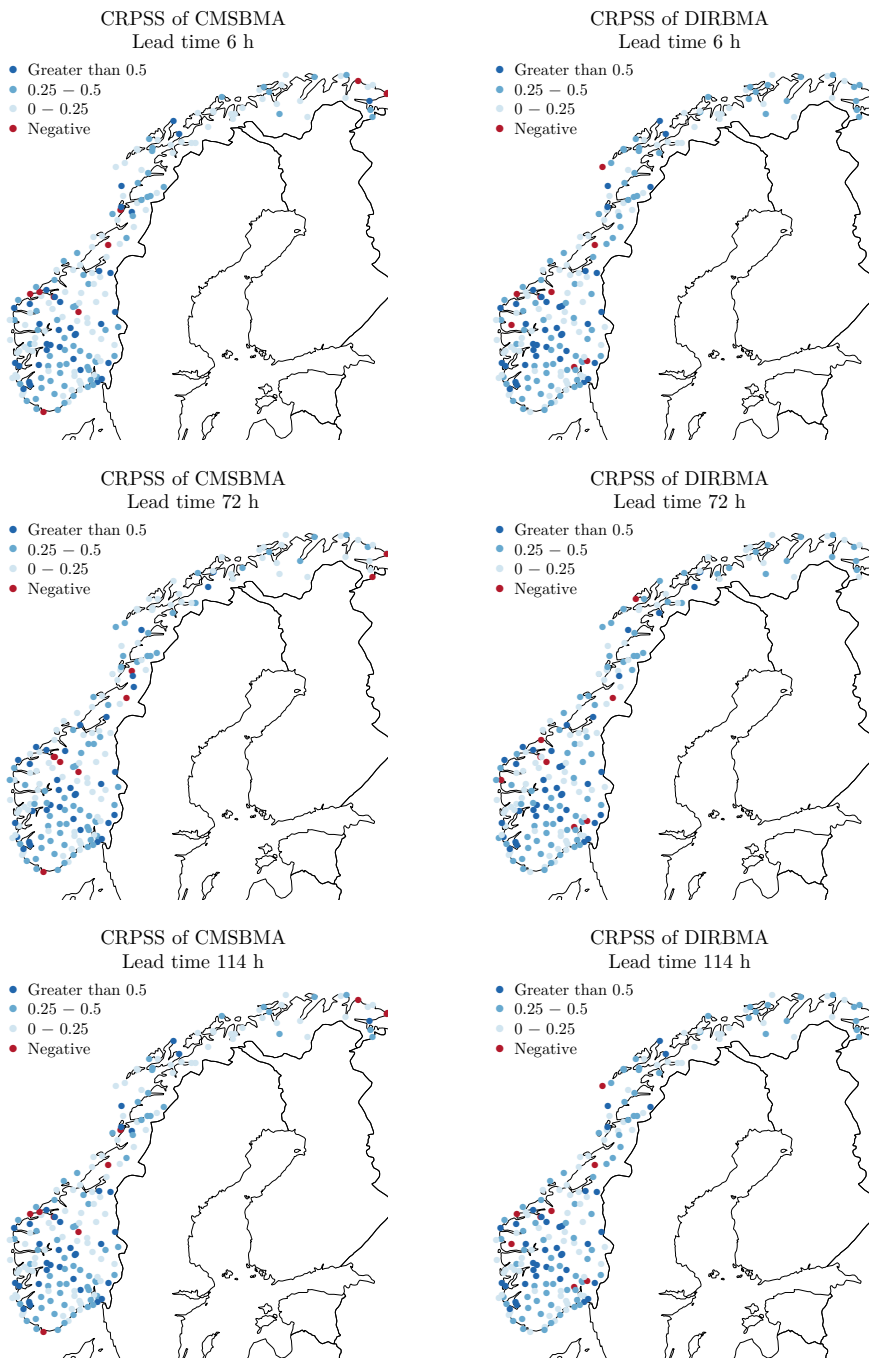 CRPSS of CMSBMA
Lead time 6 h
Greater than 0.5
0.25 − 0.5
0 − 0.25
Negative
CRPSS of DIRBMA
Lead time 6 h
Greater than 0.5
0.25 − 0.5
0 − 0.25
Negative
CRPSS of CMSBMA
Lead time 72 h
Greater than 0.5
0.25 − 0.5
0 − 0.25
Negative
CRPSS of DIRBMA
Lead time 72 h
Greater than 0.5
0.25 − 0.5
0 − 0.25
Negative
CRPSS of CMSBMA
Lead time 114 h
Greater than 0.5
0.25 − 0.5
0 − 0.25
Negative
CRPSS of DIRBMA
Lead time 114 h
Greater than 0.5
0.25 − 0.5
0 − 0.25
Negative